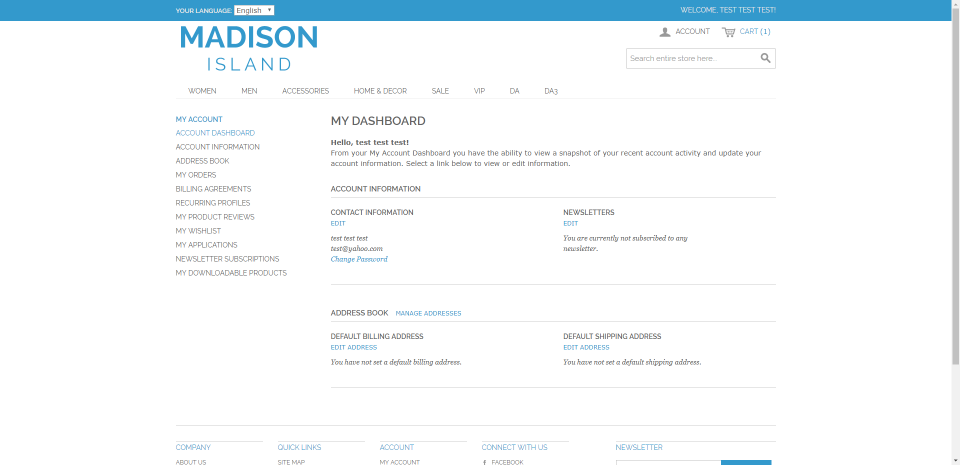 YOUR LANGUAGE: English
WELCOME, TEST TEST TEST!
MADISON
ISLAND
ACCOUNT CART (1)
Search entire store here...
WOMEN MEN ACCESSORIES HOME & DECOR SALE VIP DA DA3
MY ACCOUNT
ACCOUNT DASHBOARD
ACCOUNT INFORMATION
ADDRESS BOOK
MY ORDERS
BILLING AGREEMENTS
RECURRING PROFILES
MY PRODUCT REVIEWS
MY WISHLIST
MY APPLICATIONS
NEWSLETTER SUBSCRIPTIONS
MY DOWNLOADABLE PRODUCTS
MY DASHBOARD
Hello, test test test!
From your My Account Dashboard you have the ability to view a snapshot of your recent account activity and update your
account information. Select a link below to view or edit information.
ACCOUNT INFORMATION
CONTACT INFORMATION
EDIT
test test test
test@yahoo.com
Change Password
NEWSLETTERS
EDIT
You are currently not subscribed to any
newsletter.
ADDRESS BOOK MANAGE ADDRESSES
DEFAULT BILLING ADDRESS
EDIT ADDRESS
You have not set a default billing address.
DEFAULT SHIPPING ADDRESS
EDIT ADDRESS
You have not set a default shipping address.
COMPANY QUICK LINKS ACCOUNT CONNECT WITH US NEWSLETTER
ABOUT US SITE MAP MY ACCOUNT FACEBOOK